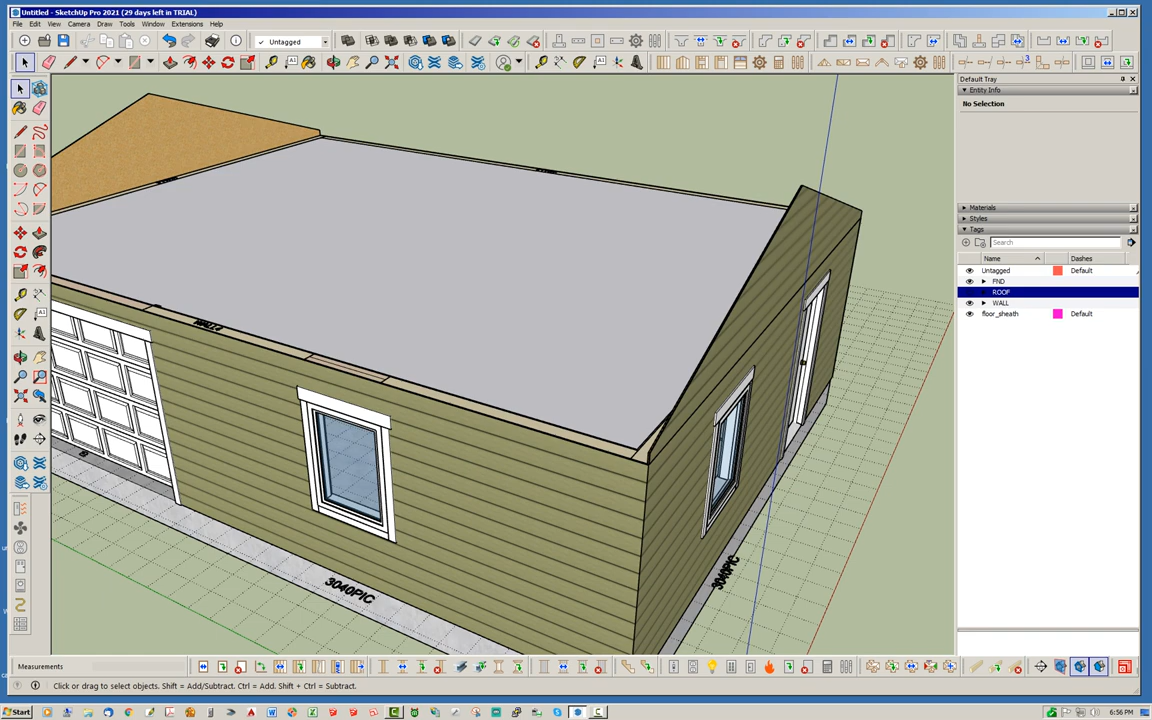 Untitled - SketchUp Pro 2021 (29 days left in TRIAL)
File Edit View Camera Draw Tools Window Extensions Help
Untagged
Default Tray
Entity Info
No Selection
Materials
Styles
Tags
Search
Name Dashes
Untagged Default
FND
ROOF
WALL
floor_sheath Default
3040PIC
3040PIC
Measurements
Click or drag to select objects. Shift = Add/Subtract. Ctrl = Add. Shift + Ctrl = Subtract.
Start
6:56 PM